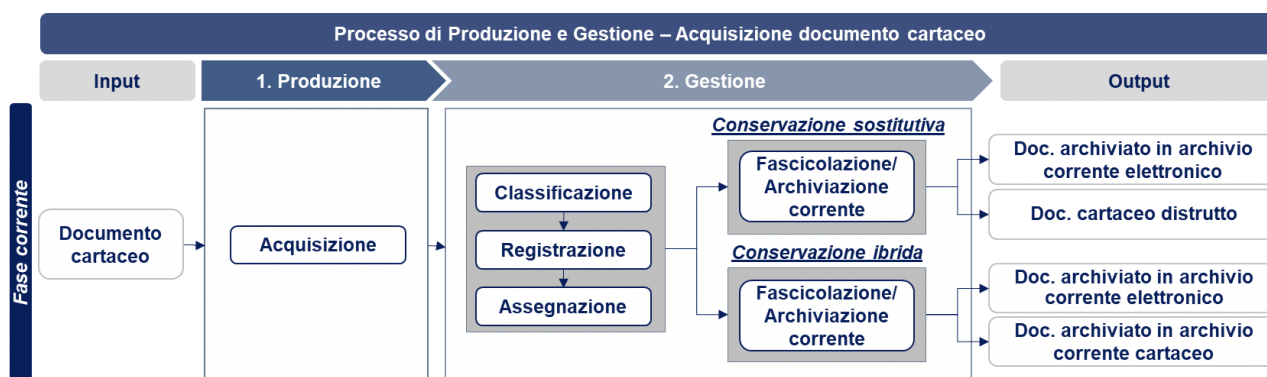 Processo di Produzione e Gestione – Acquisizione documento cartaceo
Input
1. Produzione
2. Gestione
Output
Fase corrente
Documento
cartaceo
Acquisizione
Classificazione
Registrazione
Assegnazione
Conservazione sostitutiva
Fascicolazione/
Archiviazione
corrente
Conservazione ibrida
Fascicolazione/
Archiviazione
corrente
Doc. archiviato in archivio
corrente elettronico
Doc. cartaceo distrutto
Doc. archiviato in archivio
corrente elettronico
Doc. archiviato in archivio
corrente cartaceo